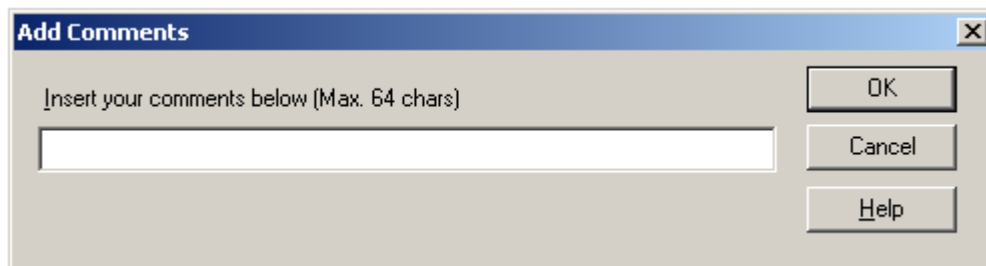 Add Comments
Insert your comments below (Max. 64 chars)
OK
Cancel
Help